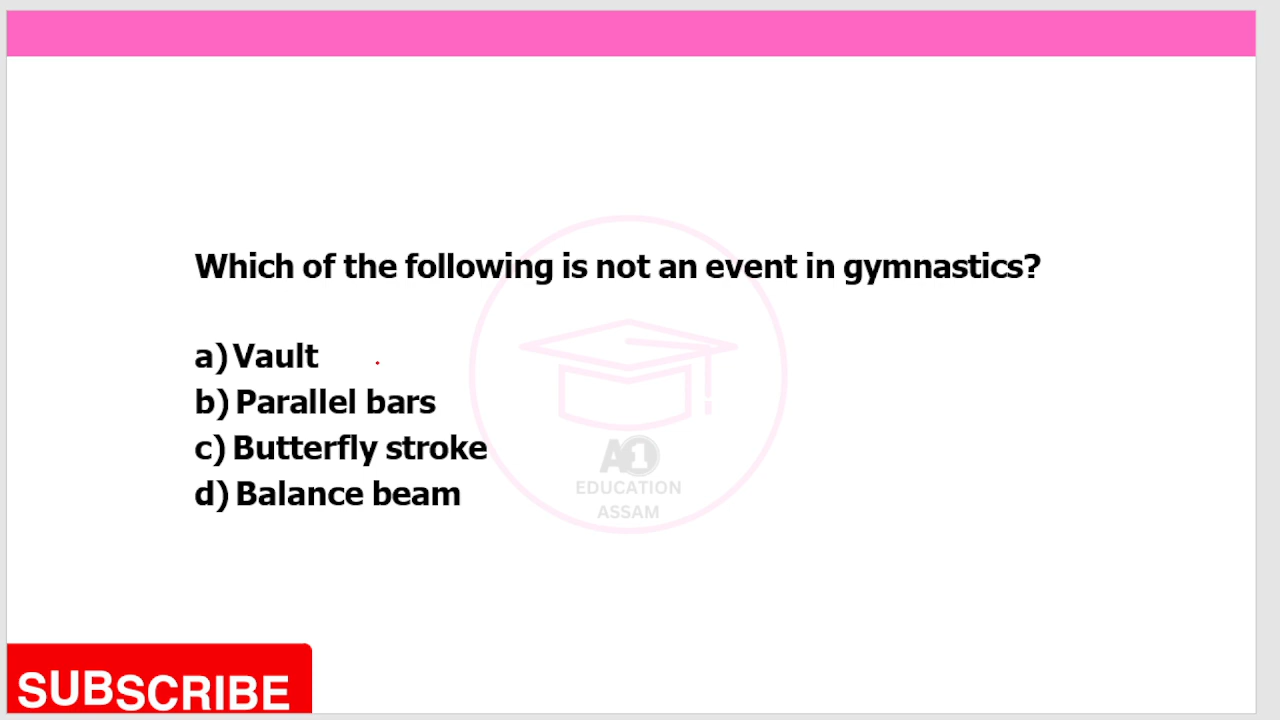 Which of the following is not an event in gymnastics?
a) Vault
b) Parallel bars
c) Butterfly stroke
d) Balance beam
A1
EDUCATION
ASSAM
SUBSCRIBE